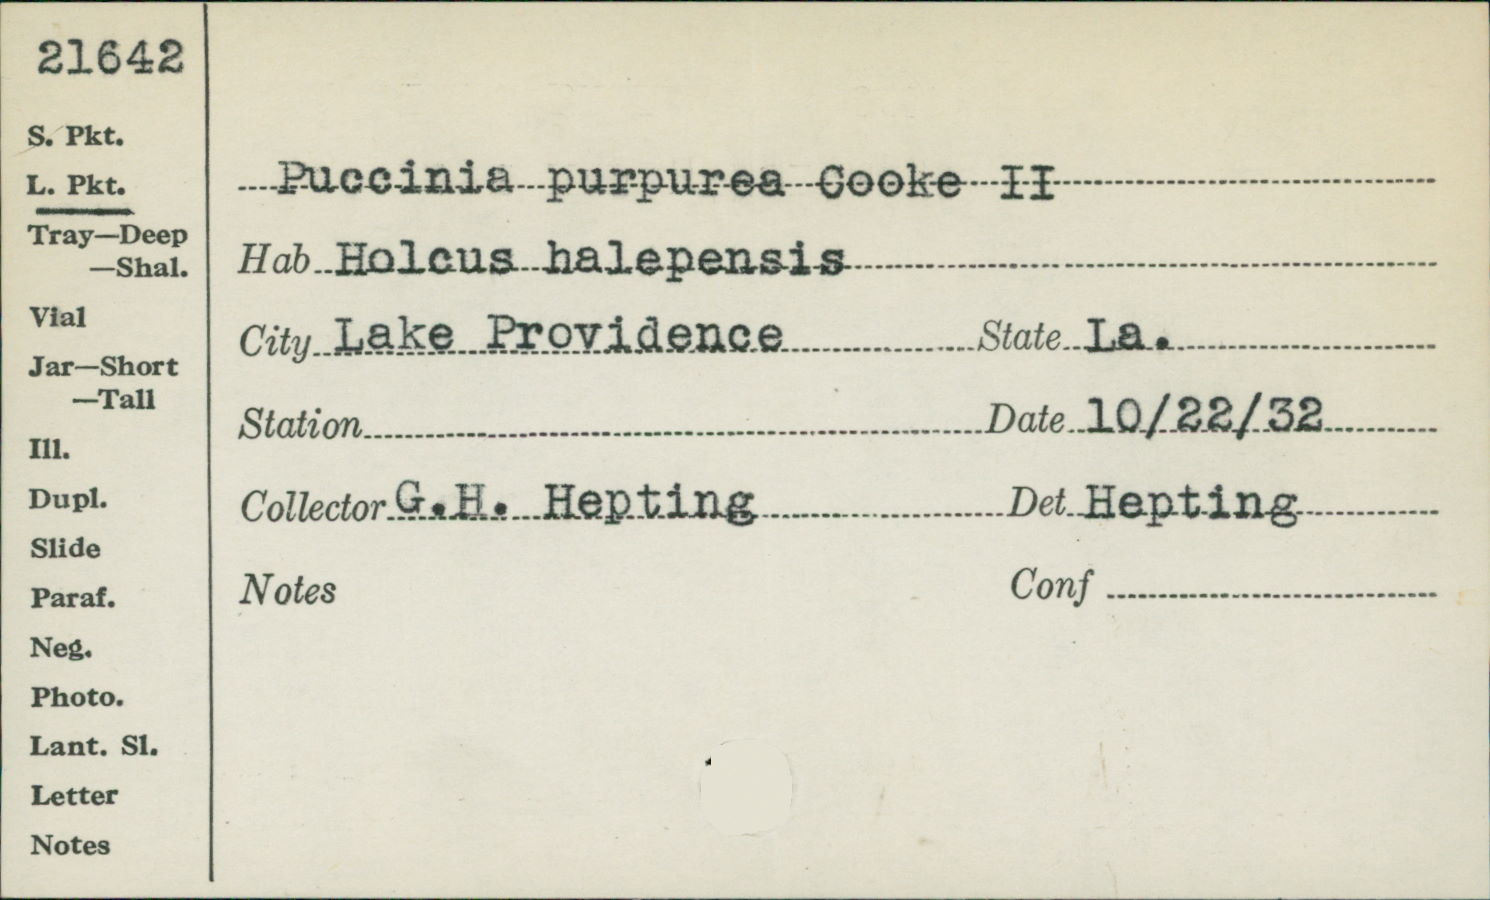 21642
S. Pkt.
L. Pkt.
Tray—Deep
—Shal.
Vial
Jar—Short
—Tall
Ill.
Dupl.
Slide
Paraf.
Neg.
Photo.
Lant. Sl.
Letter
Notes
Puccinia purpurea Cooke II
Hab Holcus halepensis
City Lake Providence State La.
Station Date 10/22/32
Collector G.H. Hepting Det Hepting
Notes Conf